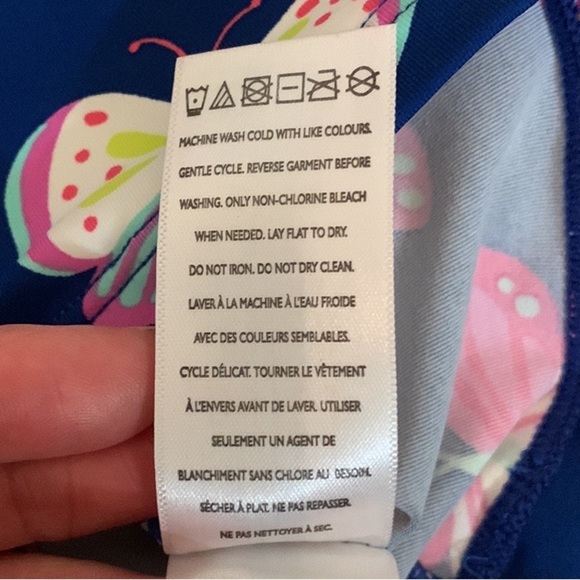 MACHINE WASH COLD WITH LIKE COLOURS.
GENTLE CYCLE. REVERSE GARMENT BEFORE
WASHING. ONLY NON-CHLORINE BLEACH
WHEN NEEDED. LAY FLAT TO DRY.
DO NOT IRON. DO NOT DRY CLEAN.
LAVER À LA MACHINE À L'EAU FROIDE
AVEC DES COULEURS SEMBLABLES.
CYCLE DÉLICAT. TOURNER LE VÊTEMENT
À L'ENVERS AVANT DE LAVER. UTILISER
SEULEMENT UN AGENT DE
BLANCHIMENT SANS CHLORE AU BESOIN.
SÉCHER À PLAT. NE PAS REPASSER.
NE PAS NETTOYER À SEC.